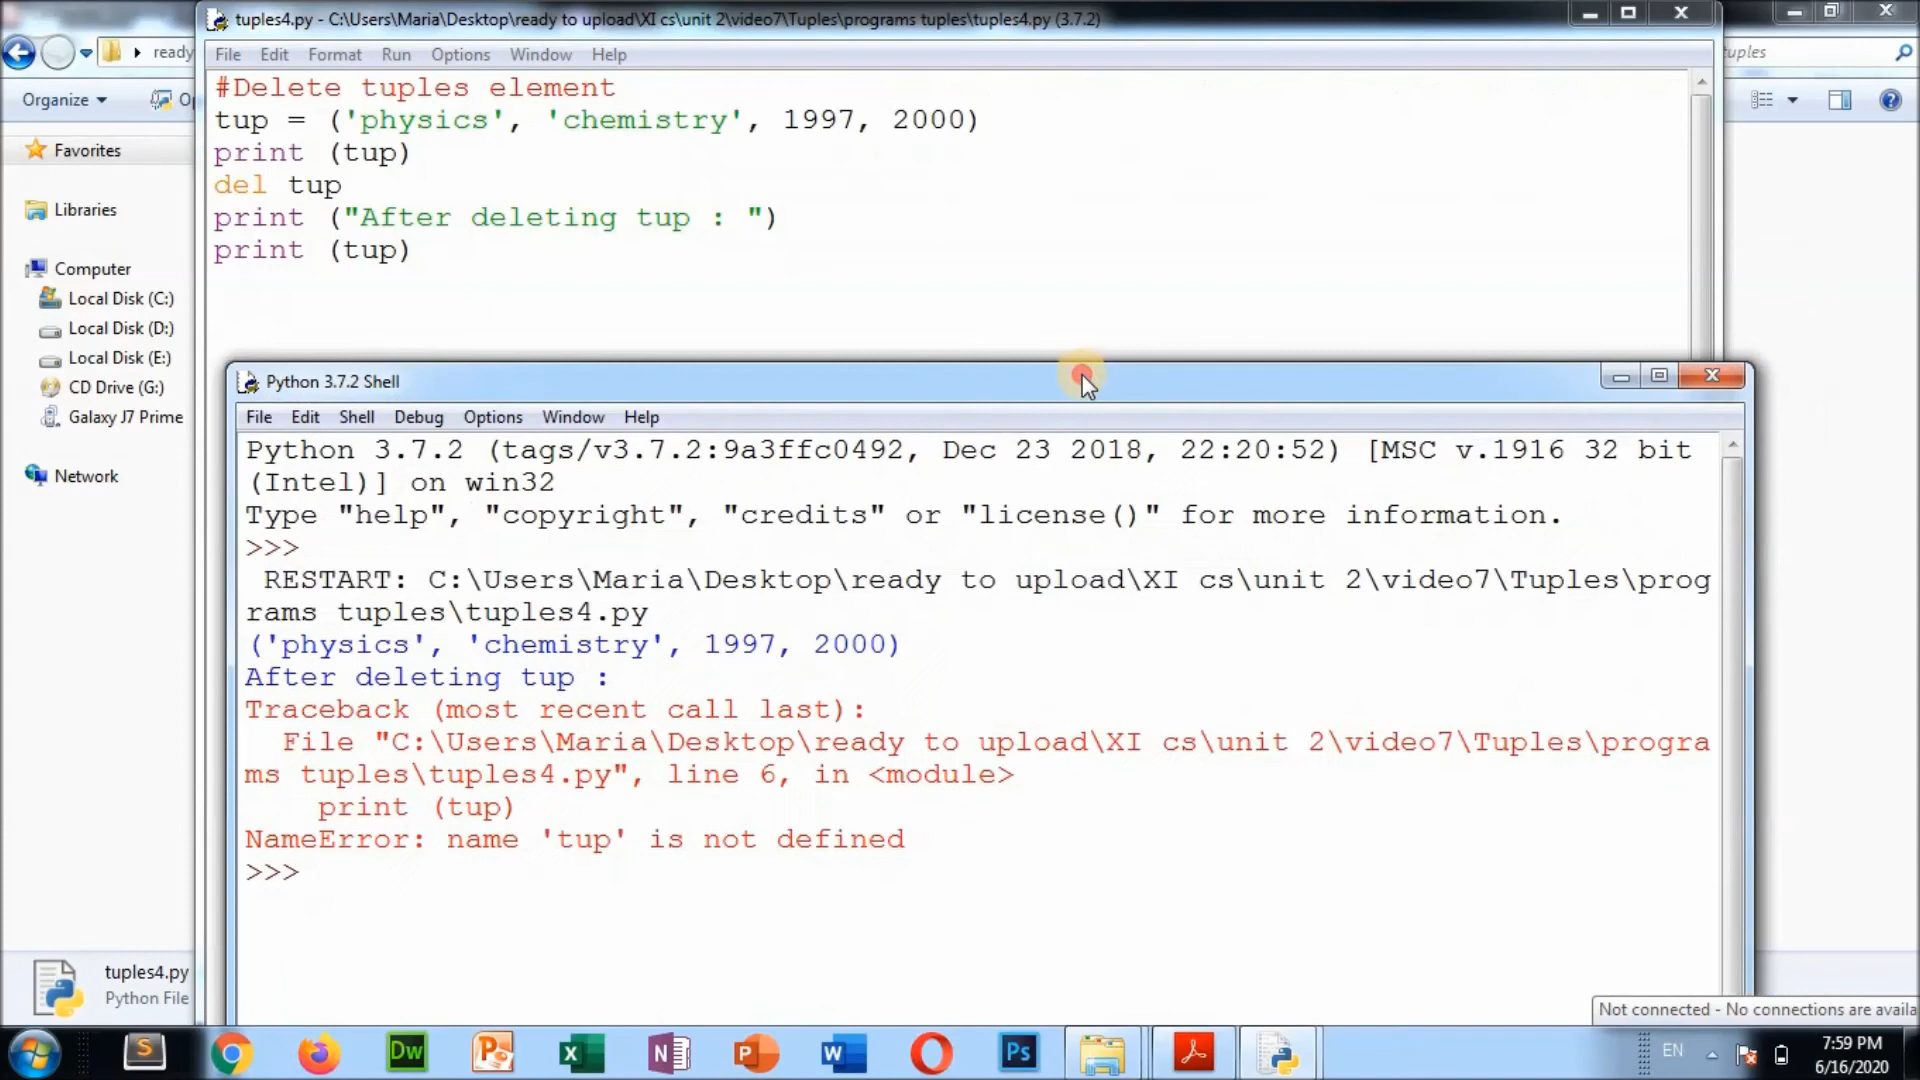 tuples4.py - C:\Users\Maria\Desktop\ready to upload\XI cs\unit 2\video7\Tuples\programs tuples\tuples4.py (3.7.2)
File Edit Format Run Options Window Help
ready
tuples
Organize
#Delete tuples element
tup = ('physics', 'chemistry', 1997, 2000)
print (tup)
del tup
print ("After deleting tup : ")
print (tup)
Favorites
Libraries
Computer
Local Disk (C:)
Local Disk (D:)
Local Disk (E:)
CD Drive (G:)
Galaxy J7 Prime
Network
Python 3.7.2 Shell
File Edit Shell Debug Options Window Help
Python 3.7.2 (tags/v3.7.2:9a3ffc0492, Dec 23 2018, 22:20:52) [MSC v.1916 32 bit
(Intel)] on win32
Type "help", "copyright", "credits" or "license()" for more information.
>>>
RESTART: C:\Users\Maria\Desktop\ready to upload\XI cs\unit 2\video7\Tuples\prog
rams tuples\tuples4.py
('physics', 'chemistry', 1997, 2000)
After deleting tup :
Traceback (most recent call last):
File "C:\Users\Maria\Desktop\ready to upload\XI cs\unit 2\video7\Tuples\progra
ms tuples\tuples4.py", line 6, in <module>
print (tup)
NameError: name 'tup' is not defined
>>>
tuples4.py
Python File
Not connected - No connections are availa
S
Dw
P
X
N
P
W
Ps
EN
7:59 PM
6/16/2020